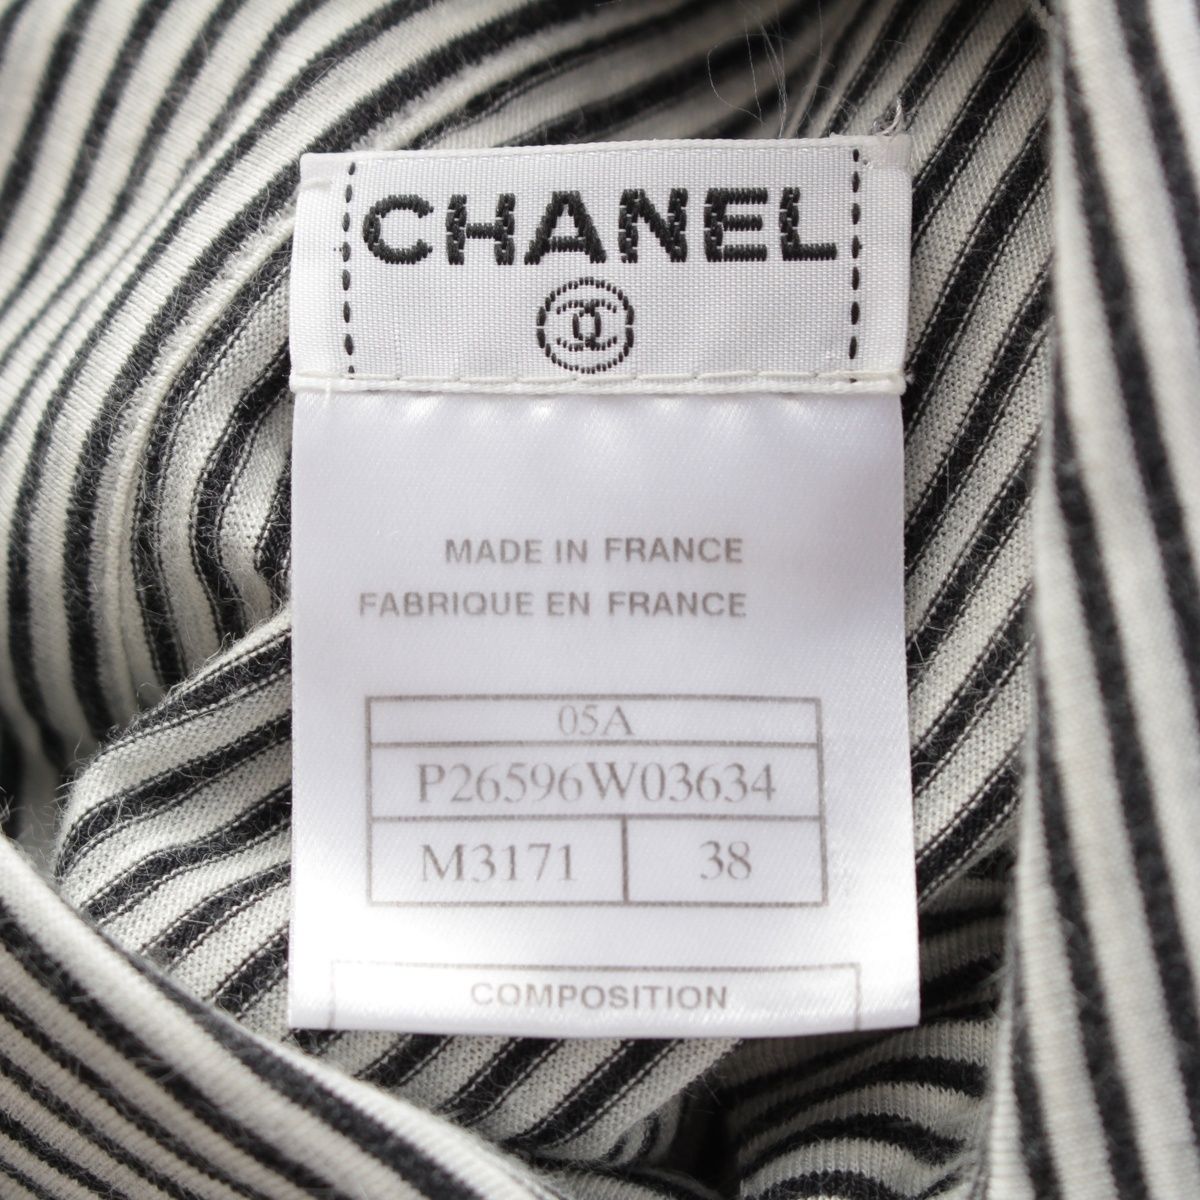 CHANEL
MADE IN FRANCE
FABRIQUE EN FRANCE
05A
P26596W03634
M3171 38
COMPOSITION